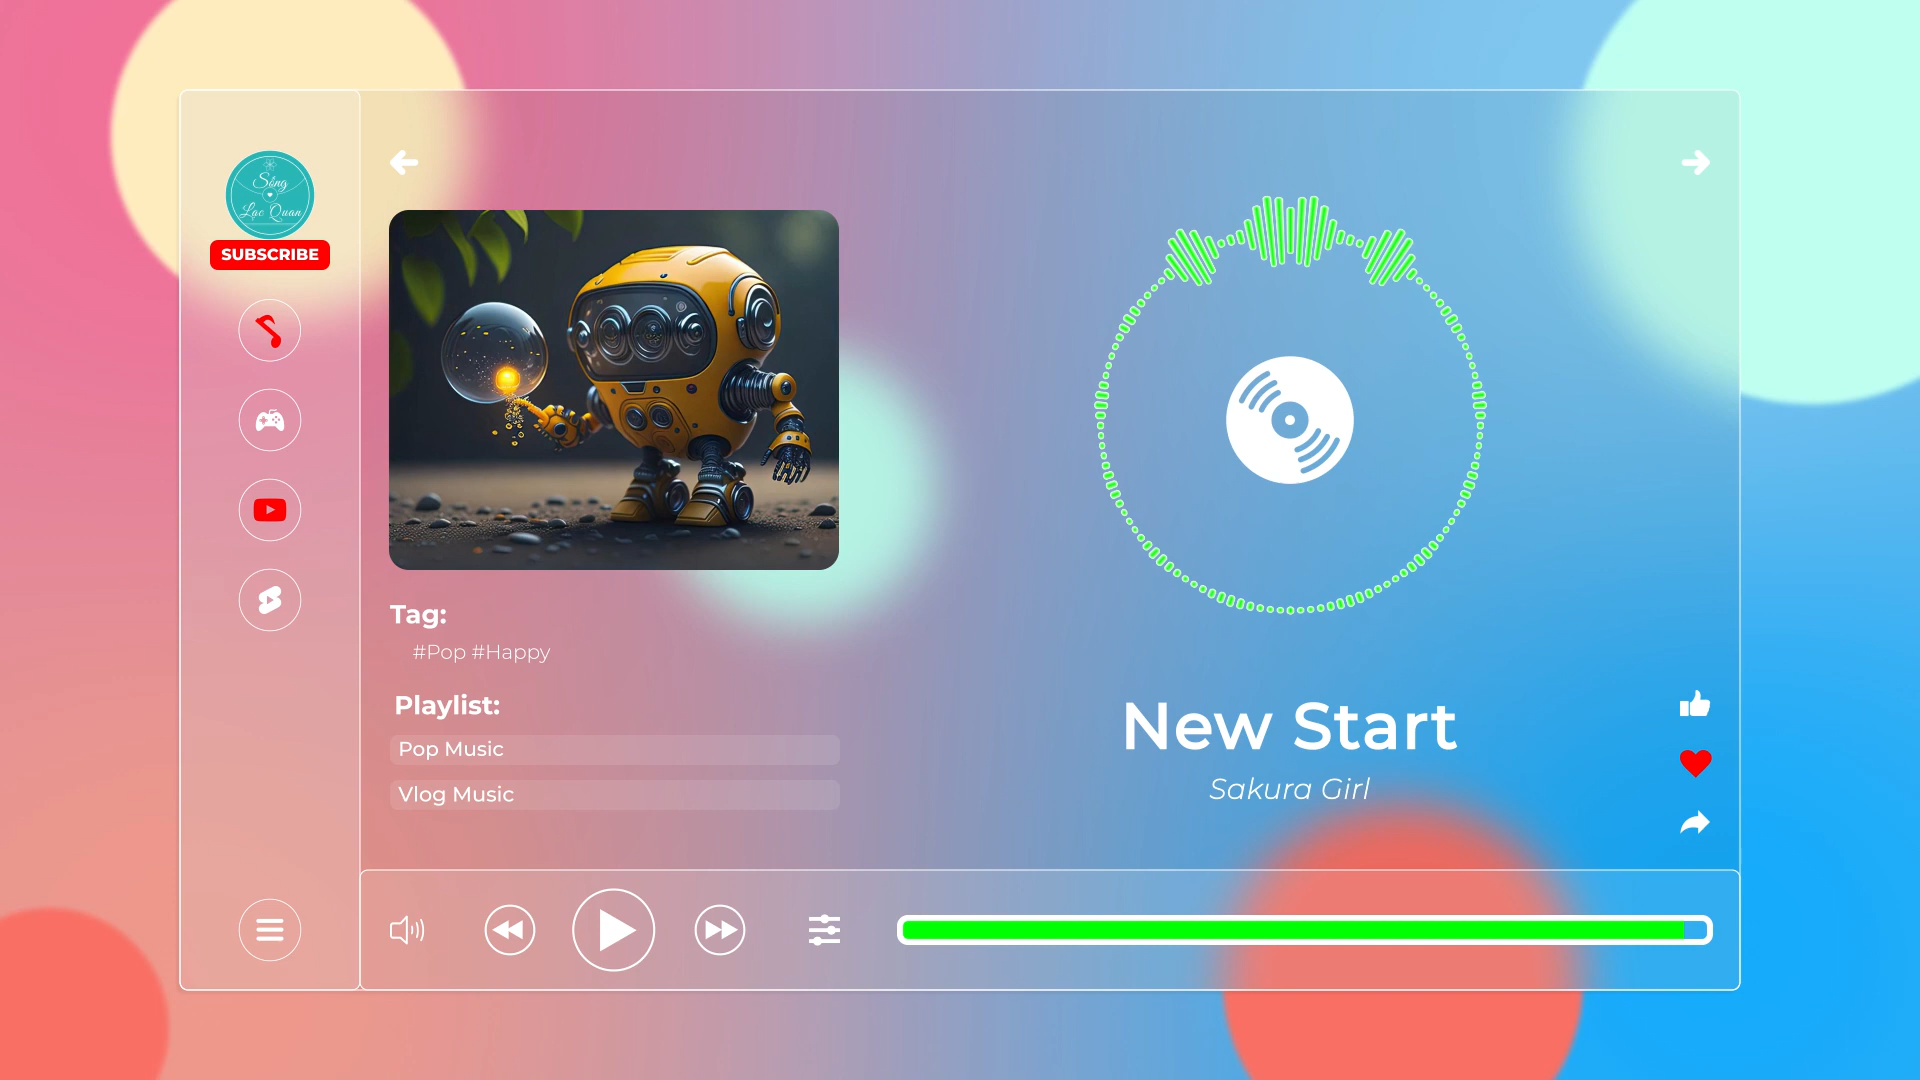 Sống
Lạc Quan
SUBSCRIBE
Tag:
#Pop #Happy
Playlist:
Pop Music
Vlog Music
New Start
Sakura Girl